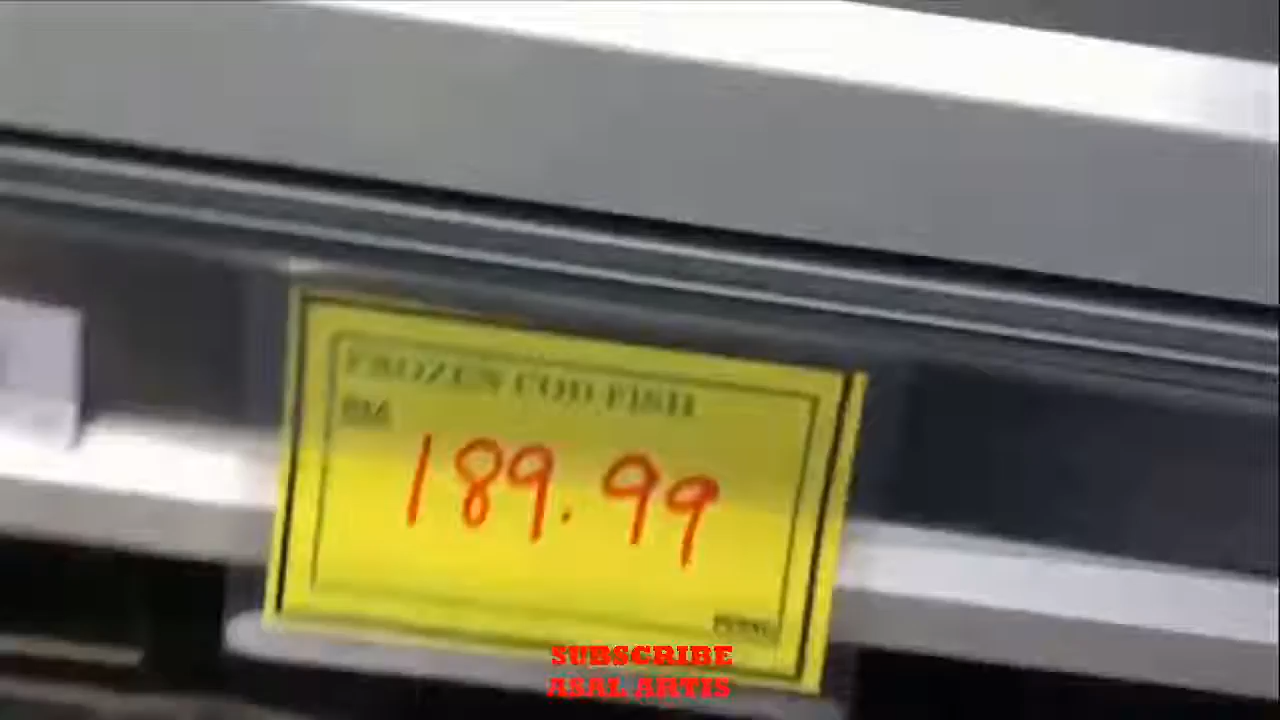 FROZEN COD FISH
RM
189.99
SUBSCRIBE
ASAL ARTIS